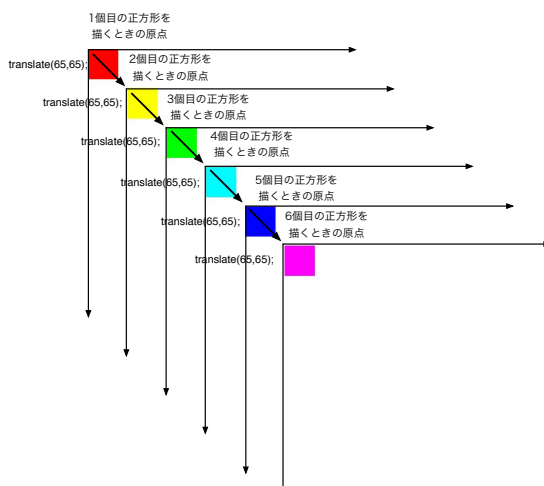 1個目の正方形を
描くときの原点
translate(65,65);
2個目の正方形を
描くときの原点
translate(65,65);
3個目の正方形を
描くときの原点
translate(65,65);
4個目の正方形を
描くときの原点
translate(65,65);
5個目の正方形を
描くときの原点
translate(65,65);
6個目の正方形を
描くときの原点
translate(65,65);